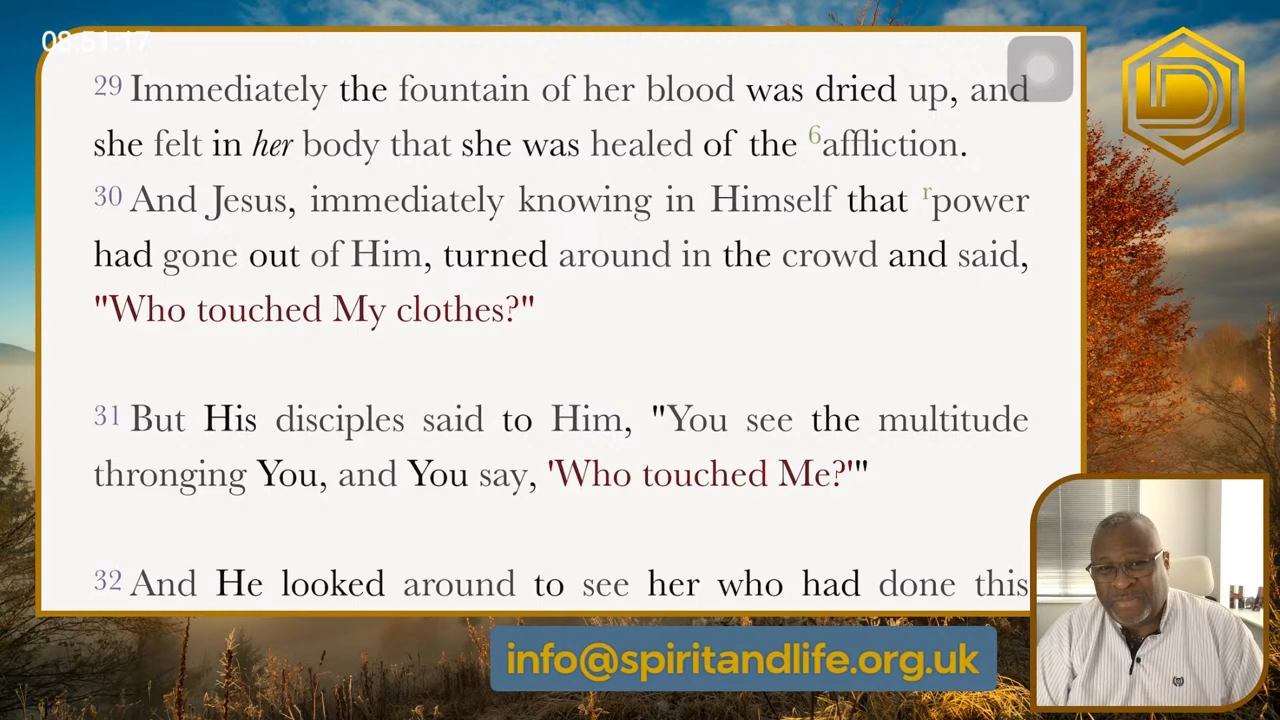 08:51:17
29 Immediately the fountain of her blood was dried up, and
she felt in her body that she was healed of the 6affliction.
30 And Jesus, immediately knowing in Himself that rpower
had gone out of Him, turned around in the crowd and said,
"Who touched My clothes?"
31 But His disciples said to Him, "You see the multitude
thronging You, and You say, 'Who touched Me?'"
32 And He looked around to see her who had done this
info@spiritandlife.org.uk